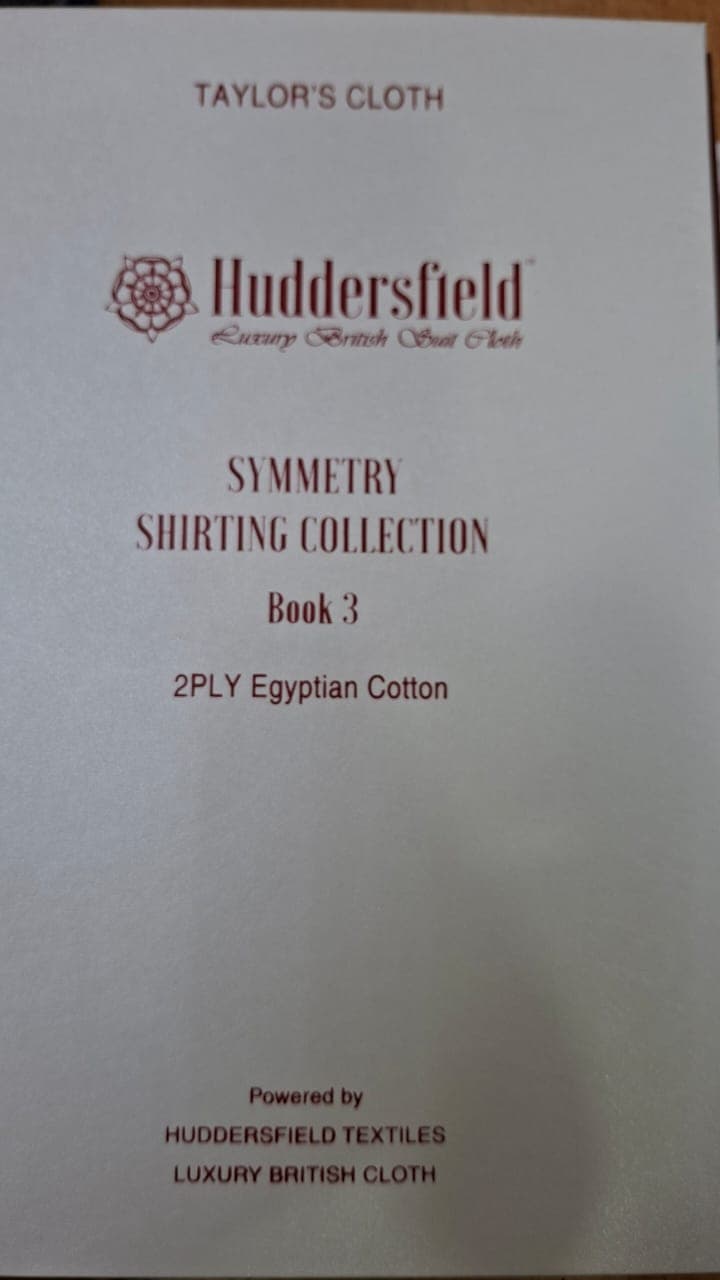 TAYLOR'S CLOTH
Huddersfield™
Luxury British Suit Cloth
SYMMETRY
SHIRTING COLLECTION
Book 3
2PLY Egyptian Cotton
Powered by
HUDDERSFIELD TEXTILES
LUXURY BRITISH CLOTH